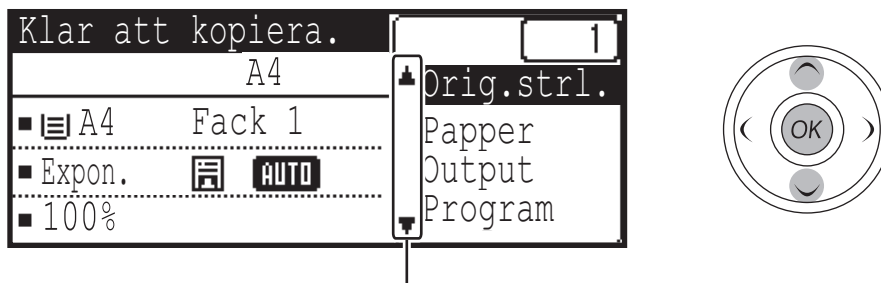 Klar att kopiera.
1
A4
A4 Fack 1
Expon. AUTO
100%
Orig.strl.
Papper
Output
Program
OK